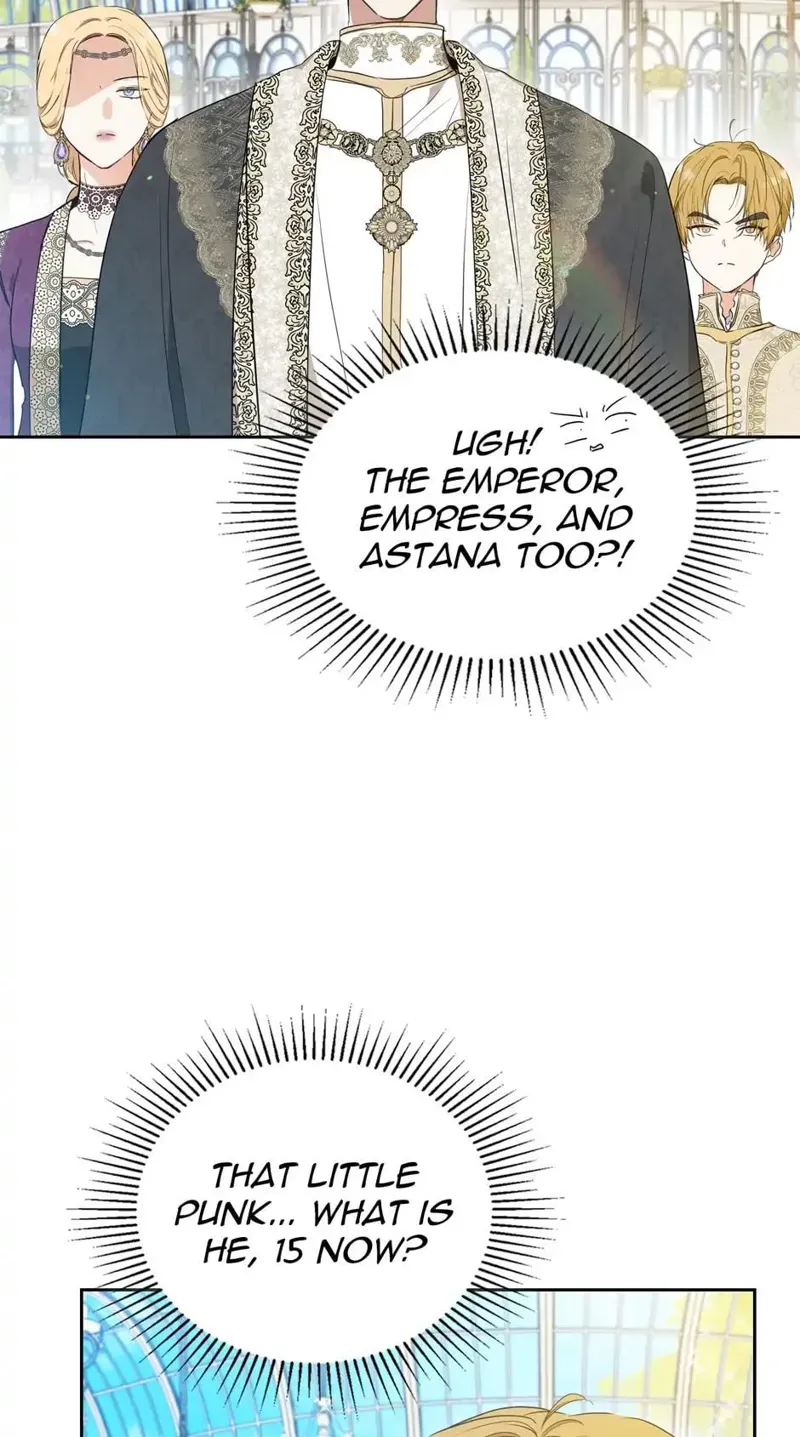 UGH!
THE EMPEROR,
EMPRESS, AND
ASTANA TOO?!
THAT LITTLE
PUNK... WHAT IS
HE, 15 NOW?